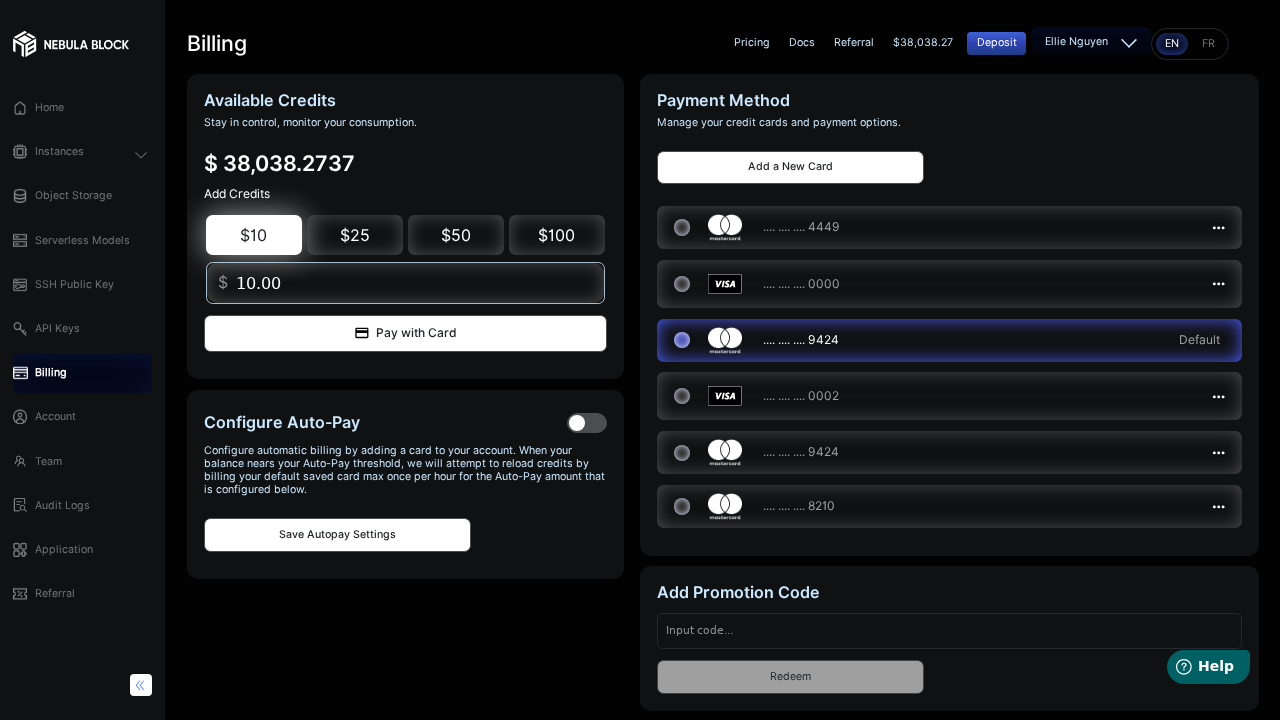 NEBULA BLOCK
Home
Instances
Object Storage
Serverless Models
SSH Public Key
API Keys
Billing
Account
Team
Audit Logs
Application
Referral
Billing
Pricing
Docs
Referral
$38,038.27
Deposit
Ellie Nguyen
EN
FR
Available Credits
Stay in control, monitor your consumption.
$ 38,038.2737
Add Credits
$10
$25
$50
$100
$ 10.00
Pay with Card
Configure Auto-Pay
Configure automatic billing by adding a card to your account. When your
balance nears your Auto-Pay threshold, we will attempt to reload credits by
billing your default saved card max once per hour for the Auto-Pay amount that
is configured below.
Save Autopay Settings
Payment Method
Manage your credit cards and payment options.
Add a New Card
mastercard .... .... .... 4449
VISA .... .... .... 0000
mastercard .... .... .... 9424 Default
VISA .... .... .... 0002
mastercard .... .... .... 9424
mastercard .... .... .... 8210
Add Promotion Code
Input code...
Redeem
Help